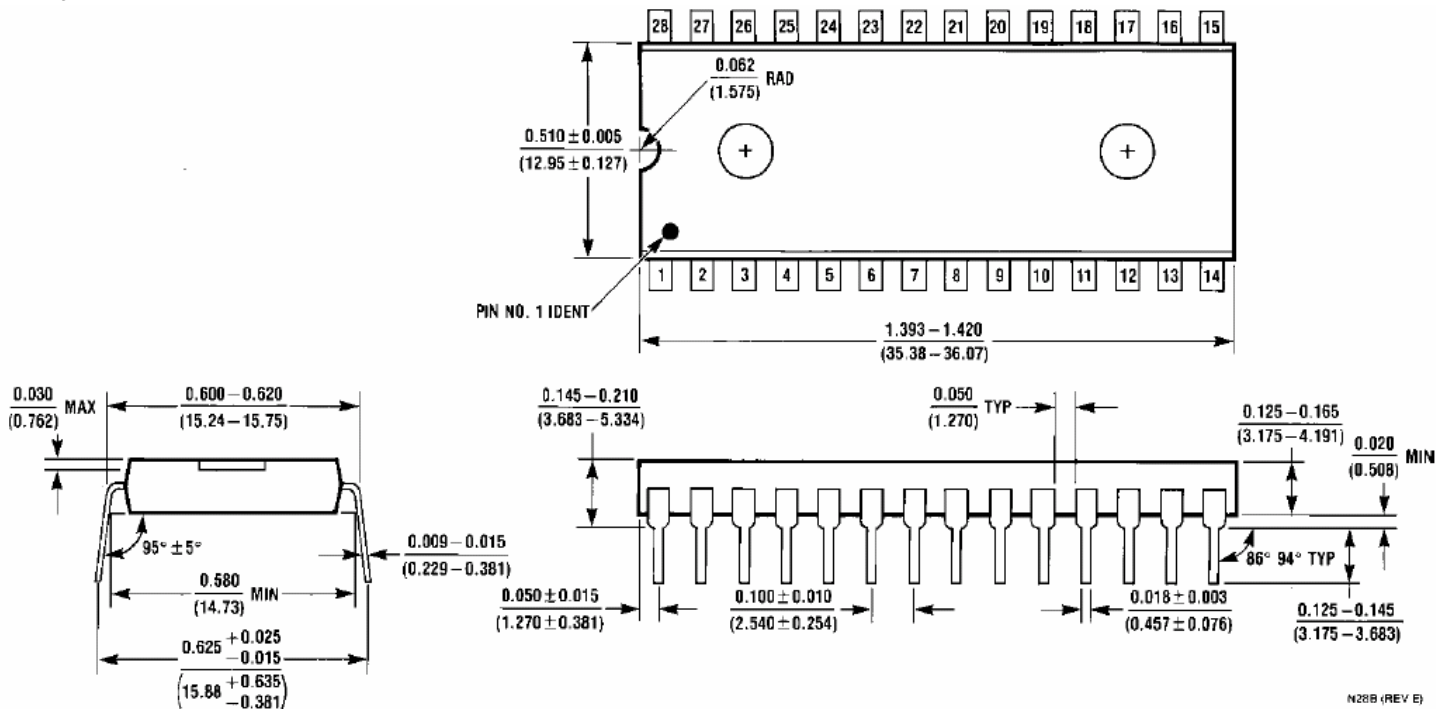 28 27 26 25 24 23 22 21 20 19 18 17 16 15
0.062
(1.575)
RAD
0.510 ± 0.005
(12.95 ± 0.127)
PIN NO. 1 IDENT
1 2 3 4 5 6 7 8 9 10 11 12 13 14
1.393 – 1.420
(35.38 – 36.07)
0.030
(0.762)
MAX
0.600 – 0.620
(15.24 – 15.75)
95° ± 5°
0.580
(14.73)
MIN
0.009 – 0.015
(0.229 – 0.381)
0.625 +0.025 –0.015
(15.88 +0.635 –0.381)
0.145 – 0.210
(3.683 – 5.334)
0.050
(1.270)
TYP
0.125 – 0.165
(3.175 – 4.191)
0.020
(0.508)
MIN
86° 94° TYP
0.050 ± 0.015
(1.270 ± 0.381)
0.100 ± 0.010
(2.540 ± 0.254)
0.018 ± 0.003
(0.457 ± 0.076)
0.125 – 0.145
(3.175 – 3.683)
N28B (REV E)